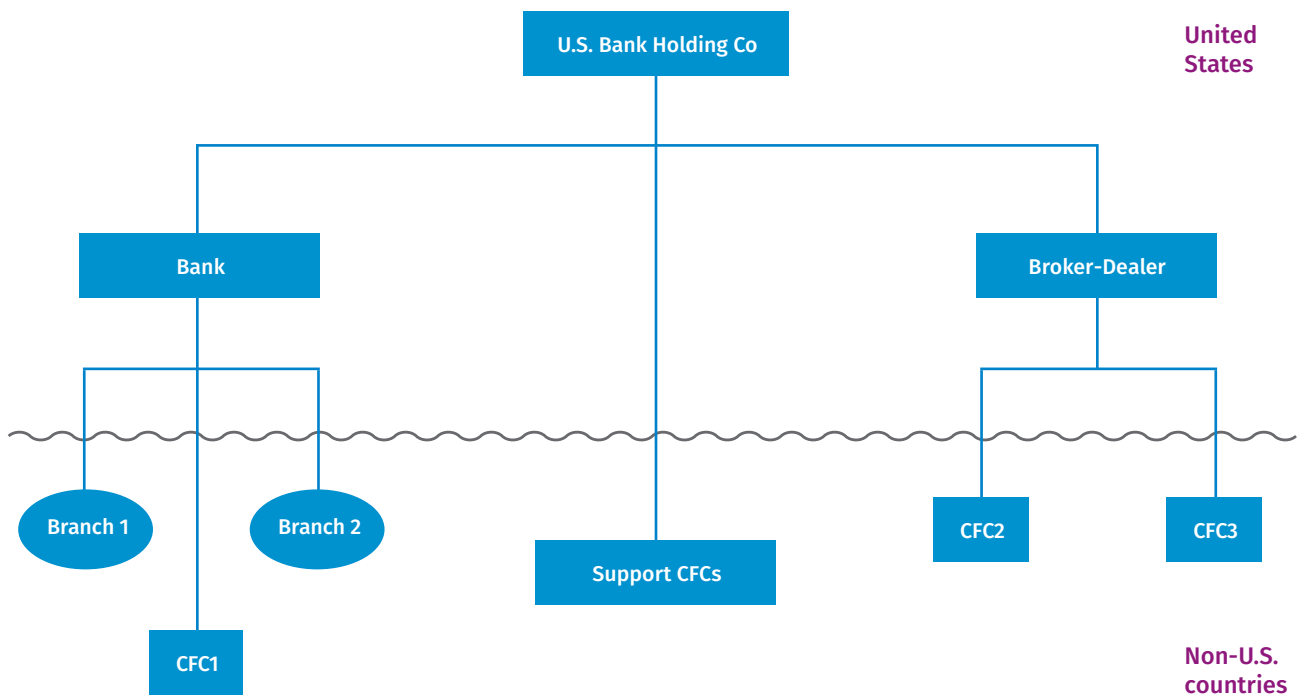 U.S. Bank Holding Co
United
States
Bank
Broker-Dealer
Branch 1
Branch 2
CFC2
CFC3
Support CFCs
CFC1
Non-U.S.
countries